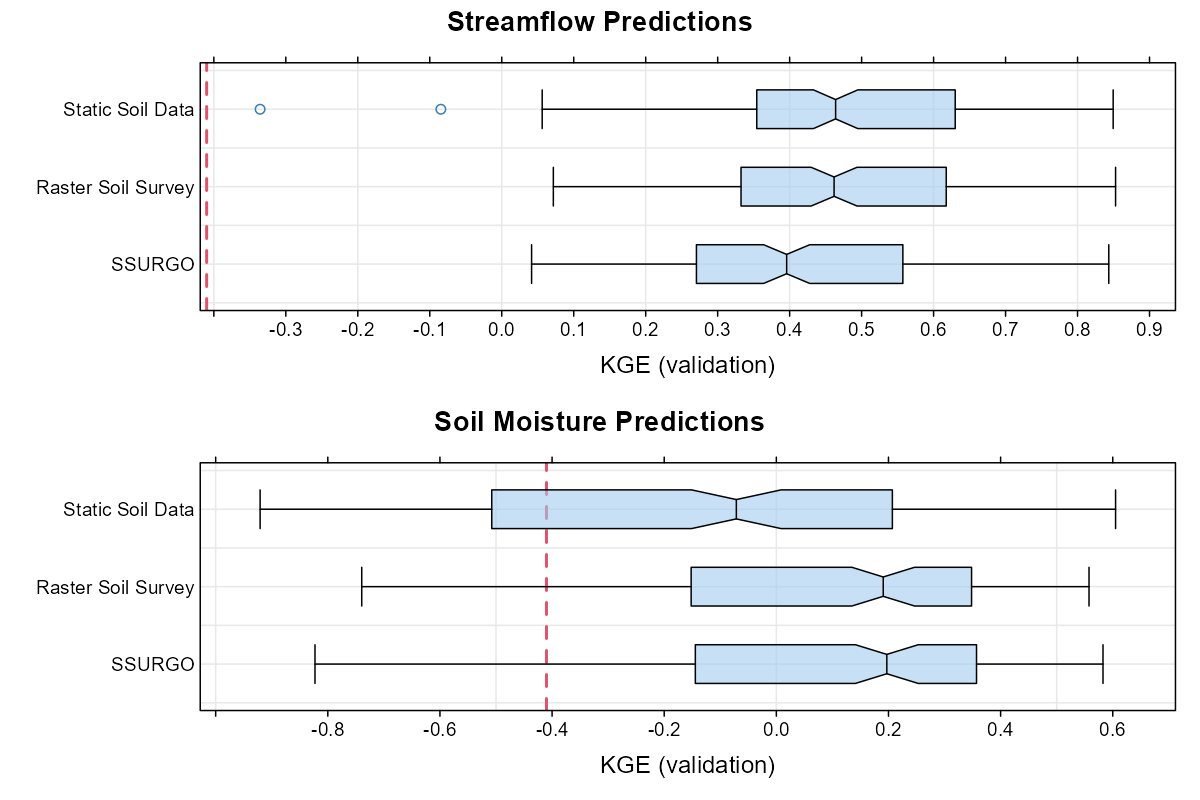 Streamflow Predictions
Static Soil Data
Raster Soil Survey
SSURGO
-0.3 -0.2 -0.1 0.0 0.1 0.2 0.3 0.4 0.5 0.6 0.7 0.8 0.9
KGE (validation)
Soil Moisture Predictions
Static Soil Data
Raster Soil Survey
SSURGO
-0.8 -0.6 -0.4 -0.2 0.0 0.2 0.4 0.6
KGE (validation)